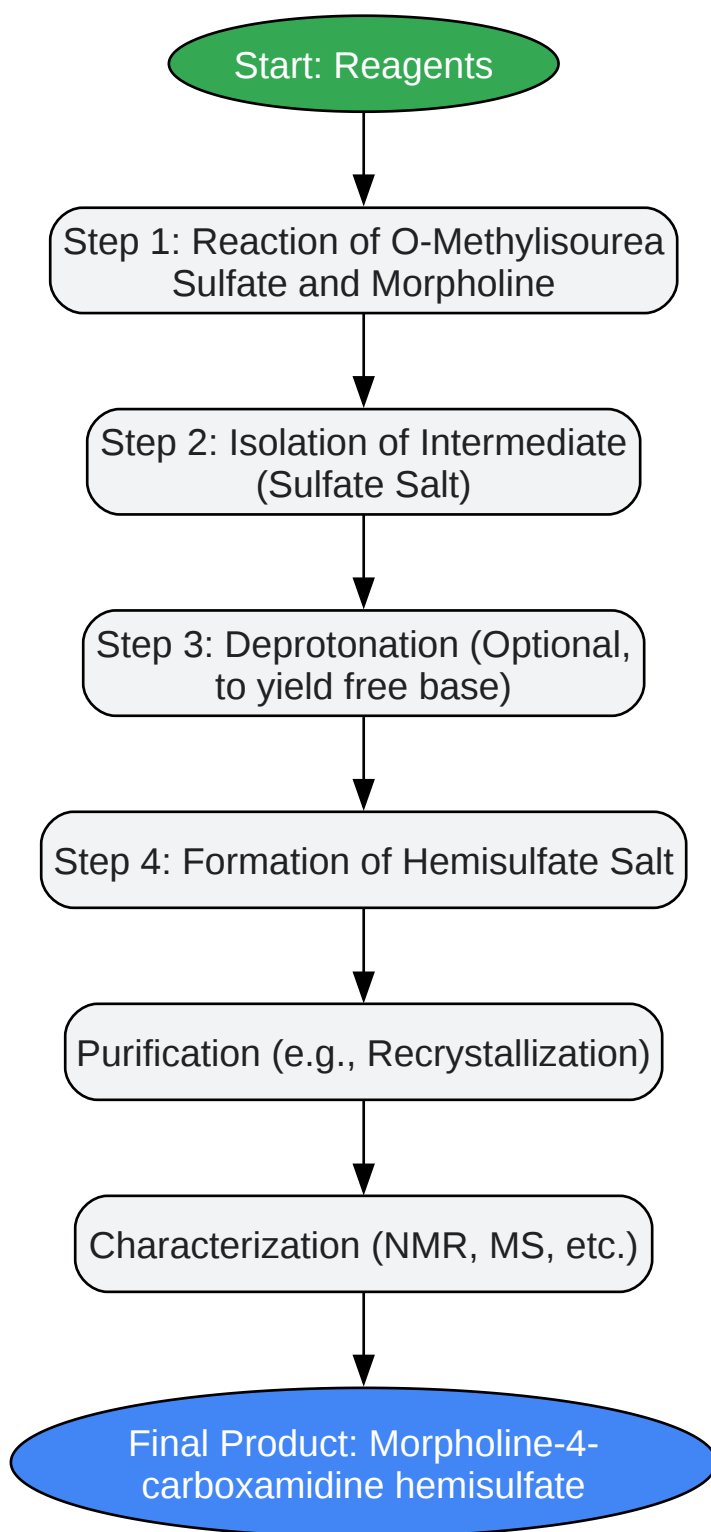 Start: Reagents
Step 1: Reaction of O-Methylisourea
Sulfate and Morpholine
Step 2: Isolation of Intermediate
(Sulfate Salt)
Step 3: Deprotonation (Optional,
to yield free base)
Step 4: Formation of Hemisulfate Salt
Purification (e.g., Recrystallization)
Characterization (NMR, MS, etc.)
Final Product: Morpholine-4-
carboxamidine hemisulfate